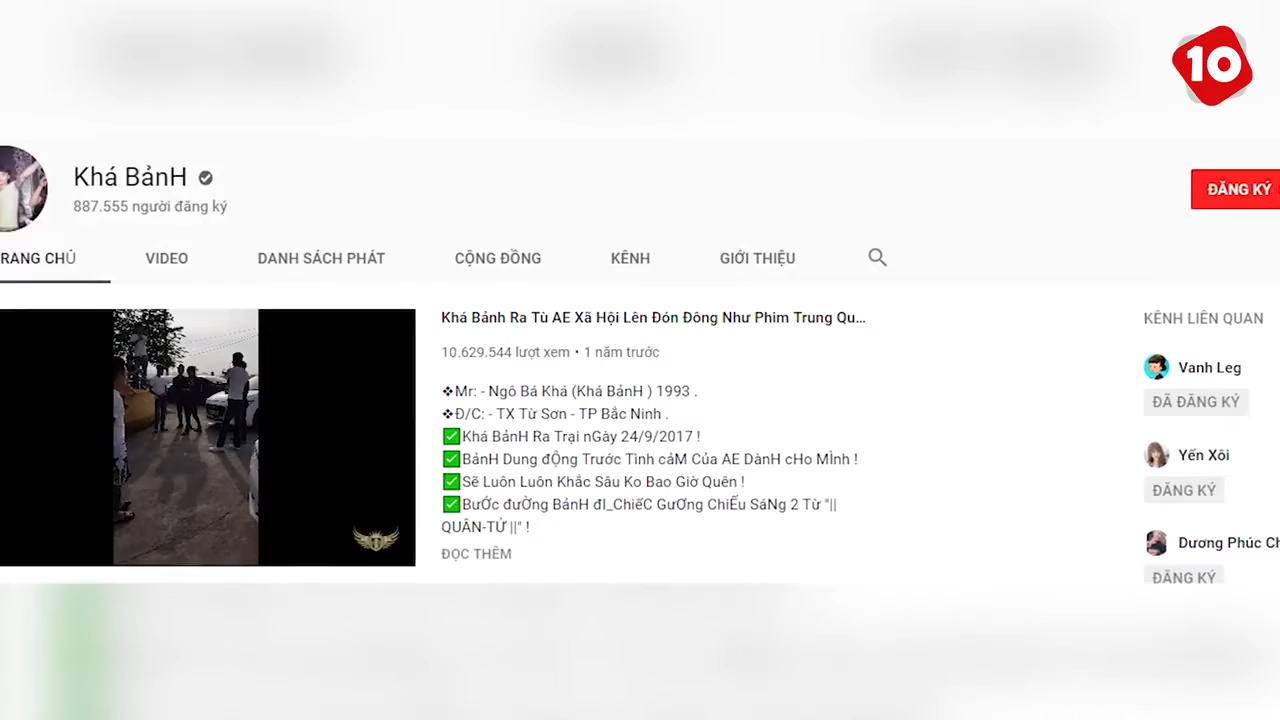 10
Khá BảnH
887.555 người đăng ký
ĐĂNG KÝ
RANG CHỦ
VIDEO
DANH SÁCH PHÁT
CỘNG ĐỒNG
KÊNH
GIỚI THIỆU
Khá Bảnh Ra Tù AE Xã Hội Lên Đón Đông Như Phim Trung Qu...
10.629.544 lượt xem • 1 năm trước
❖Mr: - Ngô Bá Khá (Khá BảnH ) 1993 .
❖Đ/C: - TX Từ Sơn - TP Bắc Ninh .
✅Khá BảnH Ra Trại nGày 24/9/2017 !
✅BảnH Dung độNg Trước Tình cảM Của AE DànH cHo MÌnh !
✅Sẽ Luôn Luôn Khắc Sâu Ko Bao Giờ Quên !
✅BưỚc đưỜng BảnH đI_ChiếC GưƠng ChiẾu SáNg 2 Từ "||
QUÂN-TỬ ||" !
ĐỌC THÊM
KÊNH LIÊN QUAN
Vanh Leg
ĐÃ ĐĂNG KÝ
Yến Xôi
ĐĂNG KÝ
Dương Phúc Ch
ĐĂNG KÝ